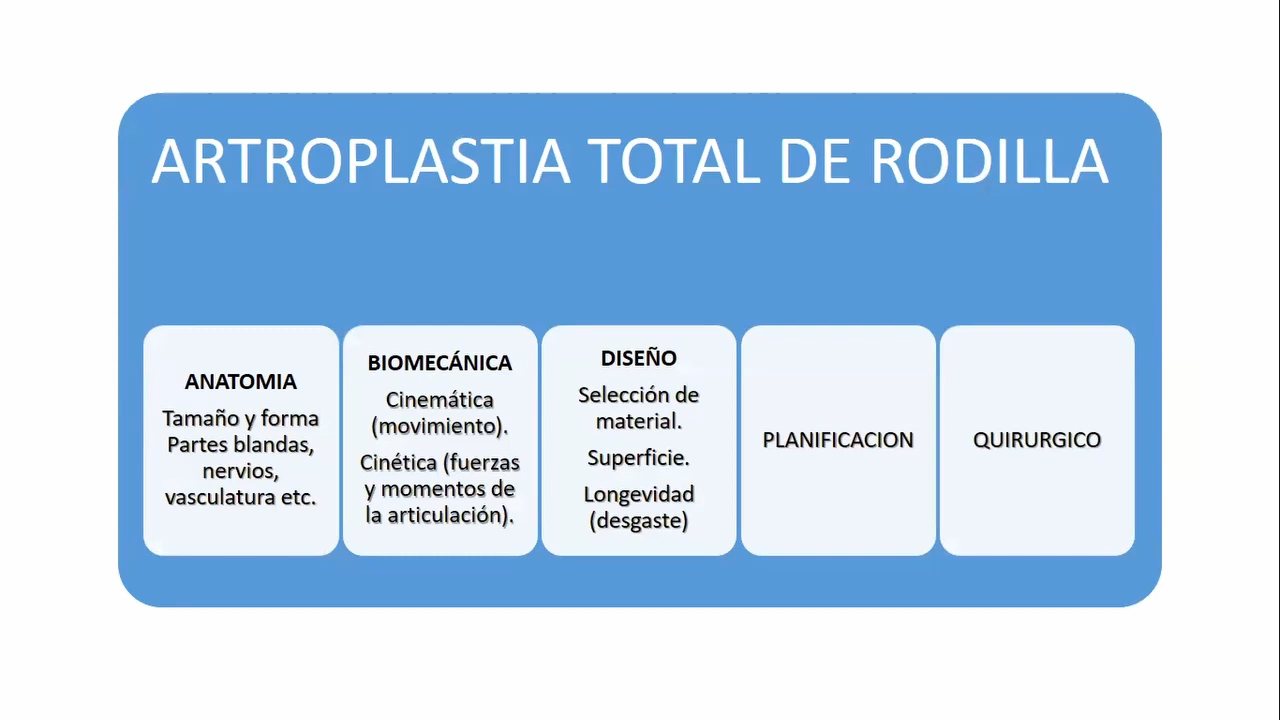 ARTROPLASTIA TOTAL DE RODILLA
ANATOMIA
Tamaño y forma
Partes blandas,
nervios,
vasculatura etc.
BIOMECÁNICA
Cinemática
(movimiento).
Cinética (fuerzas
y momentos de
la articulación).
DISEÑO
Selección de
material.
Superficie.
Longevidad
(desgaste)
PLANIFICACION
QUIRURGICO